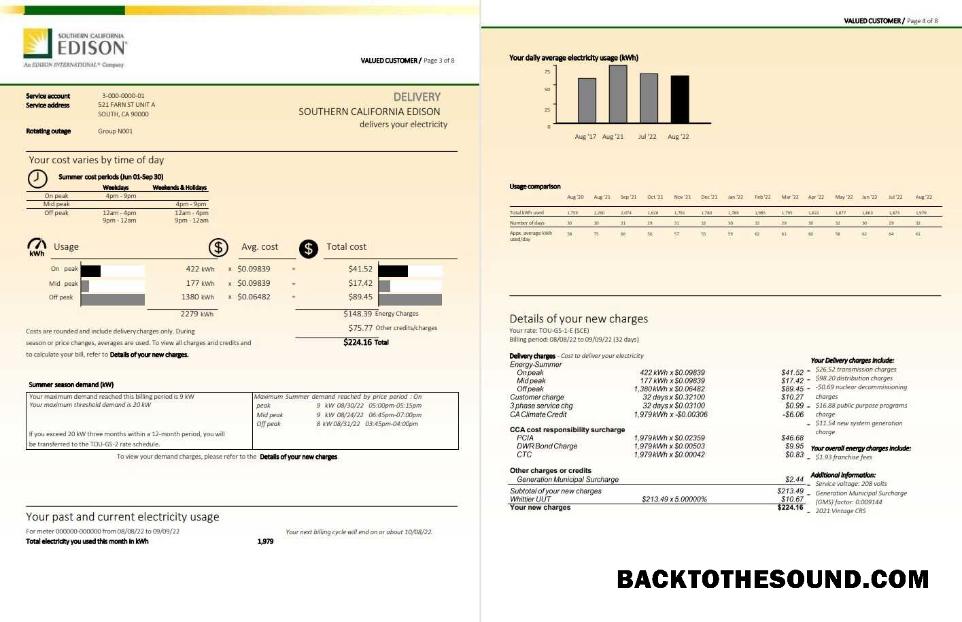 SOUTHERN CALIFORNIA
EDISON
An EDISON INTERNATIONAL® Company
VALUED CUSTOMER / Page 3 of 8
Service account 3-000-0000-01
Service address 521 FARN ST UNIT A
SOUTH, CA 90000
Rotating outage Group N001
DELIVERY
SOUTHERN CALIFORNIA EDISON
delivers your electricity
Your cost varies by time of day
Summer cost periods (Jun 01-Sep 30)
Weekdays Weekends & Holidays
On peak 4pm - 9pm
Mid peak 4pm - 9pm
Off peak 12am - 4pm 12am - 4pm
9pm - 12am 9pm - 12am
kWh Usage $ Avg. cost $ Total cost
On peak 422 kWh x $0.09839 = $41.52
Mid peak 177 kWh x $0.09839 = $17.42
Off peak 1380 kWh x $0.06482 = $89.45
2279 kWh $148.39 Energy Charges
$75.77 Other credits/charges
$224.16 Total
Costs are rounded and include delivery charges only. During
season or price changes, averages are used. To view all charges and credits and
to calculate your bill, refer to Details of your new charges.
Summer season demand (kW)
Your maximum demand reached this billing period is 9 kW
Your maximum threshold demand is 20 kW
If you exceed 20 kW three months within a 12-month period, you will
be transferred to the TOU-GS-2 rate schedule.
Maximum Summer demand reached by price period : On
peak 9 kW 08/30/22 05:00pm-05:15pm
Mid peak 9 kW 08/24/22 06:45pm-07:00pm
Off peak 8 kW 08/31/22 03:45pm-04:00pm
To view your demand charges, please refer to the Details of your new charges
Your past and current electricity usage
For meter 000000-000000 from 08/08/22 to 09/09/22 Your next billing cycle will end on or about 10/08/22.
Total electricity you used this month in kWh 1,979
VALUED CUSTOMER / Page 4 of 8
Your daily average electricity usage (kWh)
75
50
25
0
Aug '17 Aug '21 Jul '22 Aug '22
Usage comparison
Aug '20 Aug '21 Sep '21 Oct '21 Nov '21 Dec '21 Jan '22 Feb '22 Mar '22 Apr '22 May '22 Jun '22 Jul '22 Aug '22
Total kWh used
Number of days
Appx. average kWh
used/day
Details of your new charges
Your rate: TOU-GS-1-E (SCE)
Billing period: 08/08/22 to 09/09/22 (32 days)
Delivery charges - Cost to deliver your electricity
Energy-Summer
On peak 422 kWh x $0.09839 $41.52
Mid peak 177 kWh x $0.09839 $17.42
Off peak 1,380 kWh x $0.06482 $89.45
Customer charge 32 days x $0.32100 $10.27
3 phase service chg 32 days x $0.03100 $0.99
CA Climate Credit 1,979 kWh x -$0.00306 -$6.06
CCA cost responsibility surcharge
PCIA 1,979 kWh x $0.02359 $46.68
DWR Bond Charge 1,979 kWh x $0.00503 $9.95
CTC 1,979 kWh x $0.00042 $0.83
Other charges or credits
Generation Municipal Surcharge $2.44
Subtotal of your new charges $213.49
Whittier UUT $213.49 x 5.00000% $10.67
Your new charges $224.16
Your Delivery charges include:
- $26.52 transmission charges
- $98.20 distribution charges
- -$0.69 nuclear decommissioning
charges
- $16.88 public purpose programs
charge
- $11.54 new system generation
charge
Your overall energy charges include:
- $1.93 franchise fees
Additional information:
- Service voltage: 208 volts
- Generation Municipal Surcharge
(GMS) factor: 0.009144
- 2021 Vintage CRS
BACKTOTHESOUND.COM